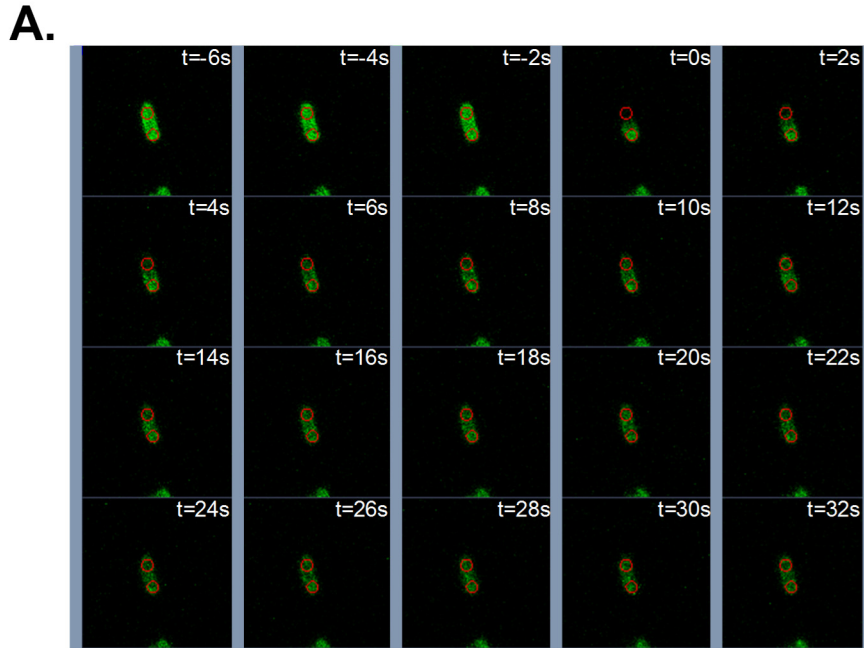 A.
t=-6s t=-4s t=-2s t=0s t=2s
t=4s t=6s t=8s t=10s t=12s
t=14s t=16s t=18s t=20s t=22s
t=24s t=26s t=28s t=30s t=32s